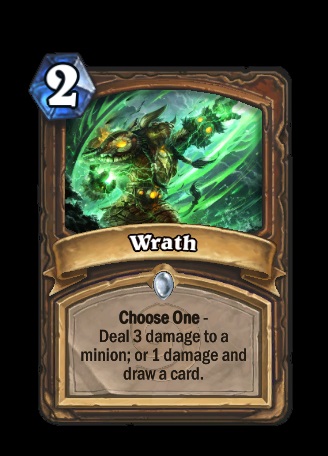 2
Wrath
Choose One -
Deal 3 damage to a
minion; or 1 damage and
draw a card.